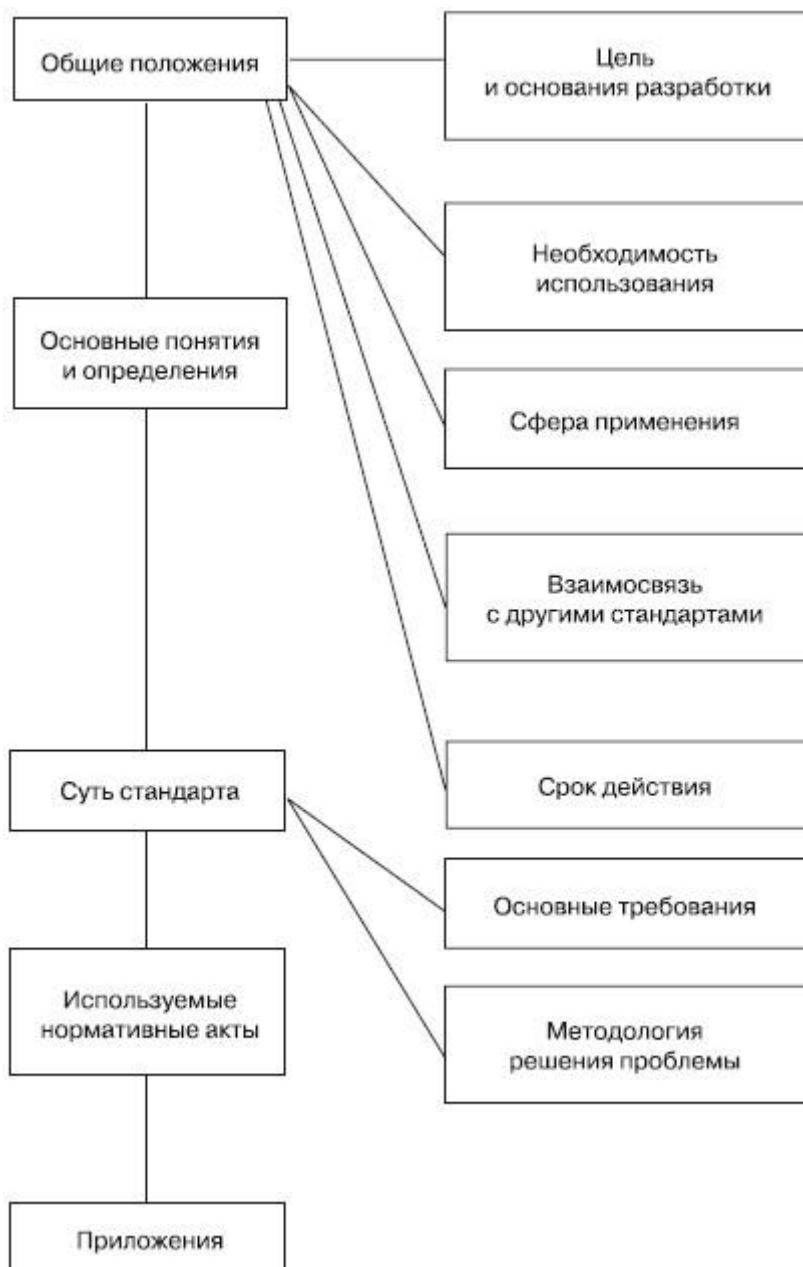 Общие положения
Цель
и основания разработки
Необходимость
использования
Основные понятия
и определения
Сфера применения
Взаимосвязь
с другими стандартами
Суть стандарта
Срок действия
Основные требования
Используемые
нормативные акты
Методология
решения проблемы
Приложения